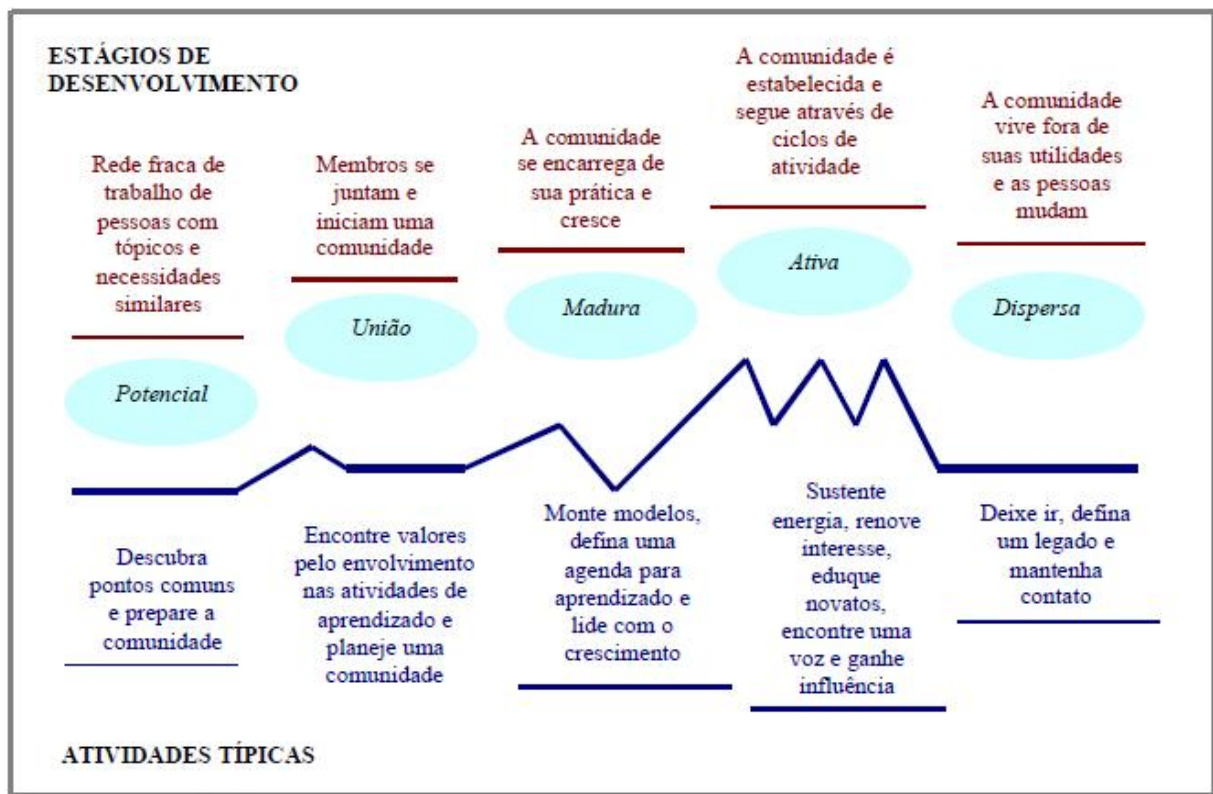 ESTÁGIOS DE
DESENVOLVIMENTO
Rede fraca de
trabalho de
pessoas com
tópicos e
necessidades
similares
Membros se
juntam e
iniciam uma
comunidade
A comunidade
se encarrega de
sua prática e
cresce
A comunidade é
estabelecida e
segue através de
ciclos de
atividade
A comunidade
vive fora de
suas utilidades
e as pessoas
mudam
Potencial
União
Madura
Ativa
Dispersa
Descubra
pontos comuns
e prepare a
comunidade
Encontre valores
pelo envolvimento
nas atividades de
aprendizado e
planeje uma
comunidade
Monte modelos,
defina uma
agenda para
aprendizado e
lide com o
crescimento
Sustente
energia, renove
interesse,
eduque
novatos,
encontre uma
voz e ganhe
influência
Deixe ir, defina
um legado e
mantenha
contato
ATIVIDADES TÍPICAS